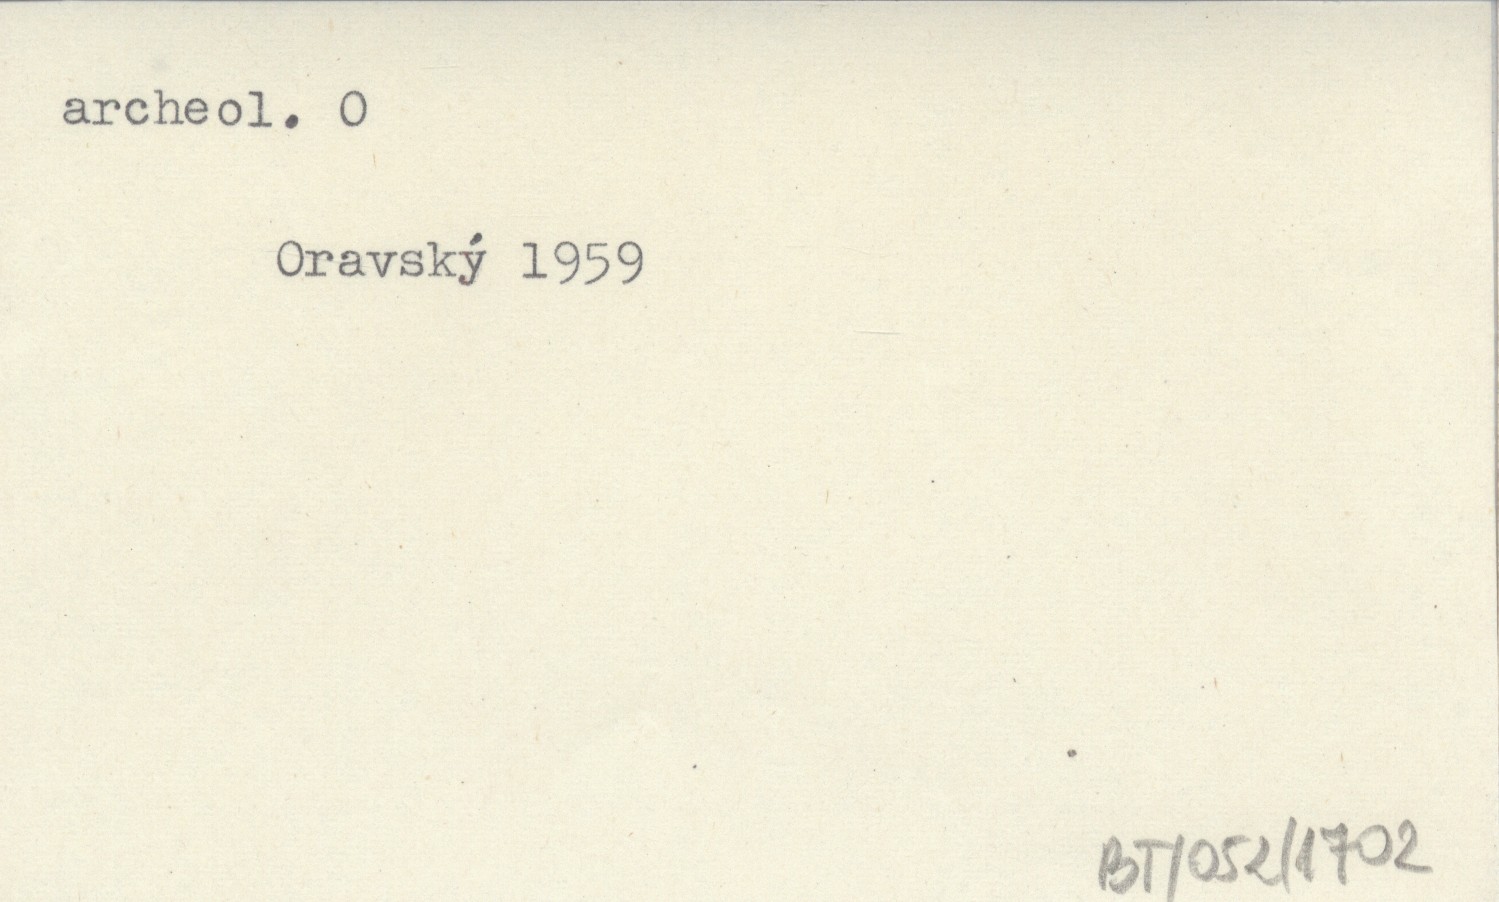 archeol. O
Oravský 1959
BT/052/1702